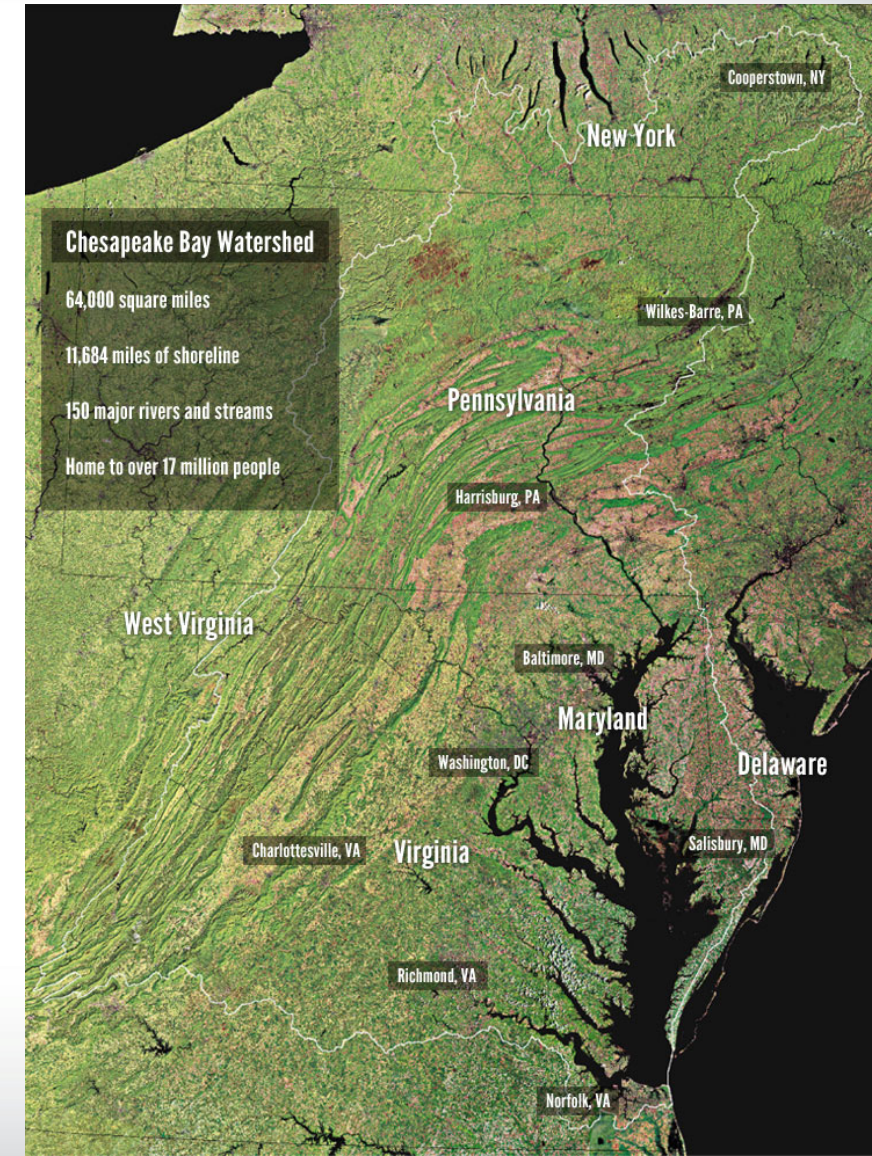 Cooperstown, NY
New York
Chesapeake Bay Watershed
64,000 square miles
11,684 miles of shoreline
150 major rivers and streams
Home to over 17 million people
Wilkes-Barre, PA
Pennsylvania
Harrisburg, PA
West Virginia
Baltimore, MD
Maryland
Washington, DC
Delaware
Charlottesville, VA
Virginia
Salisbury, MD
Richmond, VA
Norfolk, VA